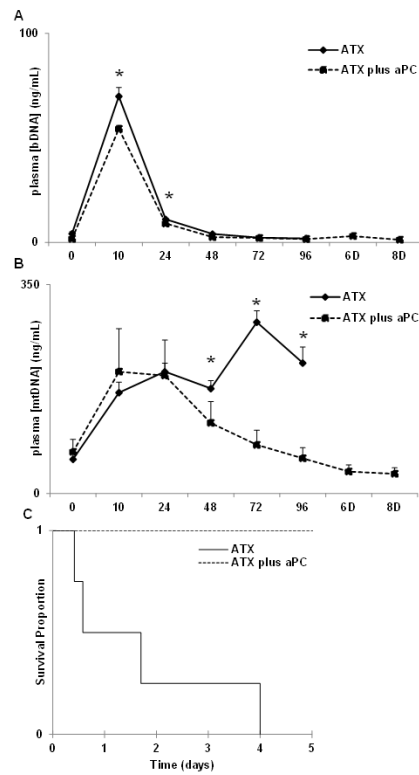 A
100
ATX
ATX plus aPC
*
*
plasma [bDNA] (ng/mL)
0
0 10 24 48 72 96 6D 8D
B
350
ATX
ATX plus aPC
*
*
*
plasma [mtDNA] (ng/mL)
0
0 10 24 48 72 96 6D 8D
C
1
ATX
ATX plus aPC
Survival Proportion
0
0 1 2 3 4 5
Time (days)